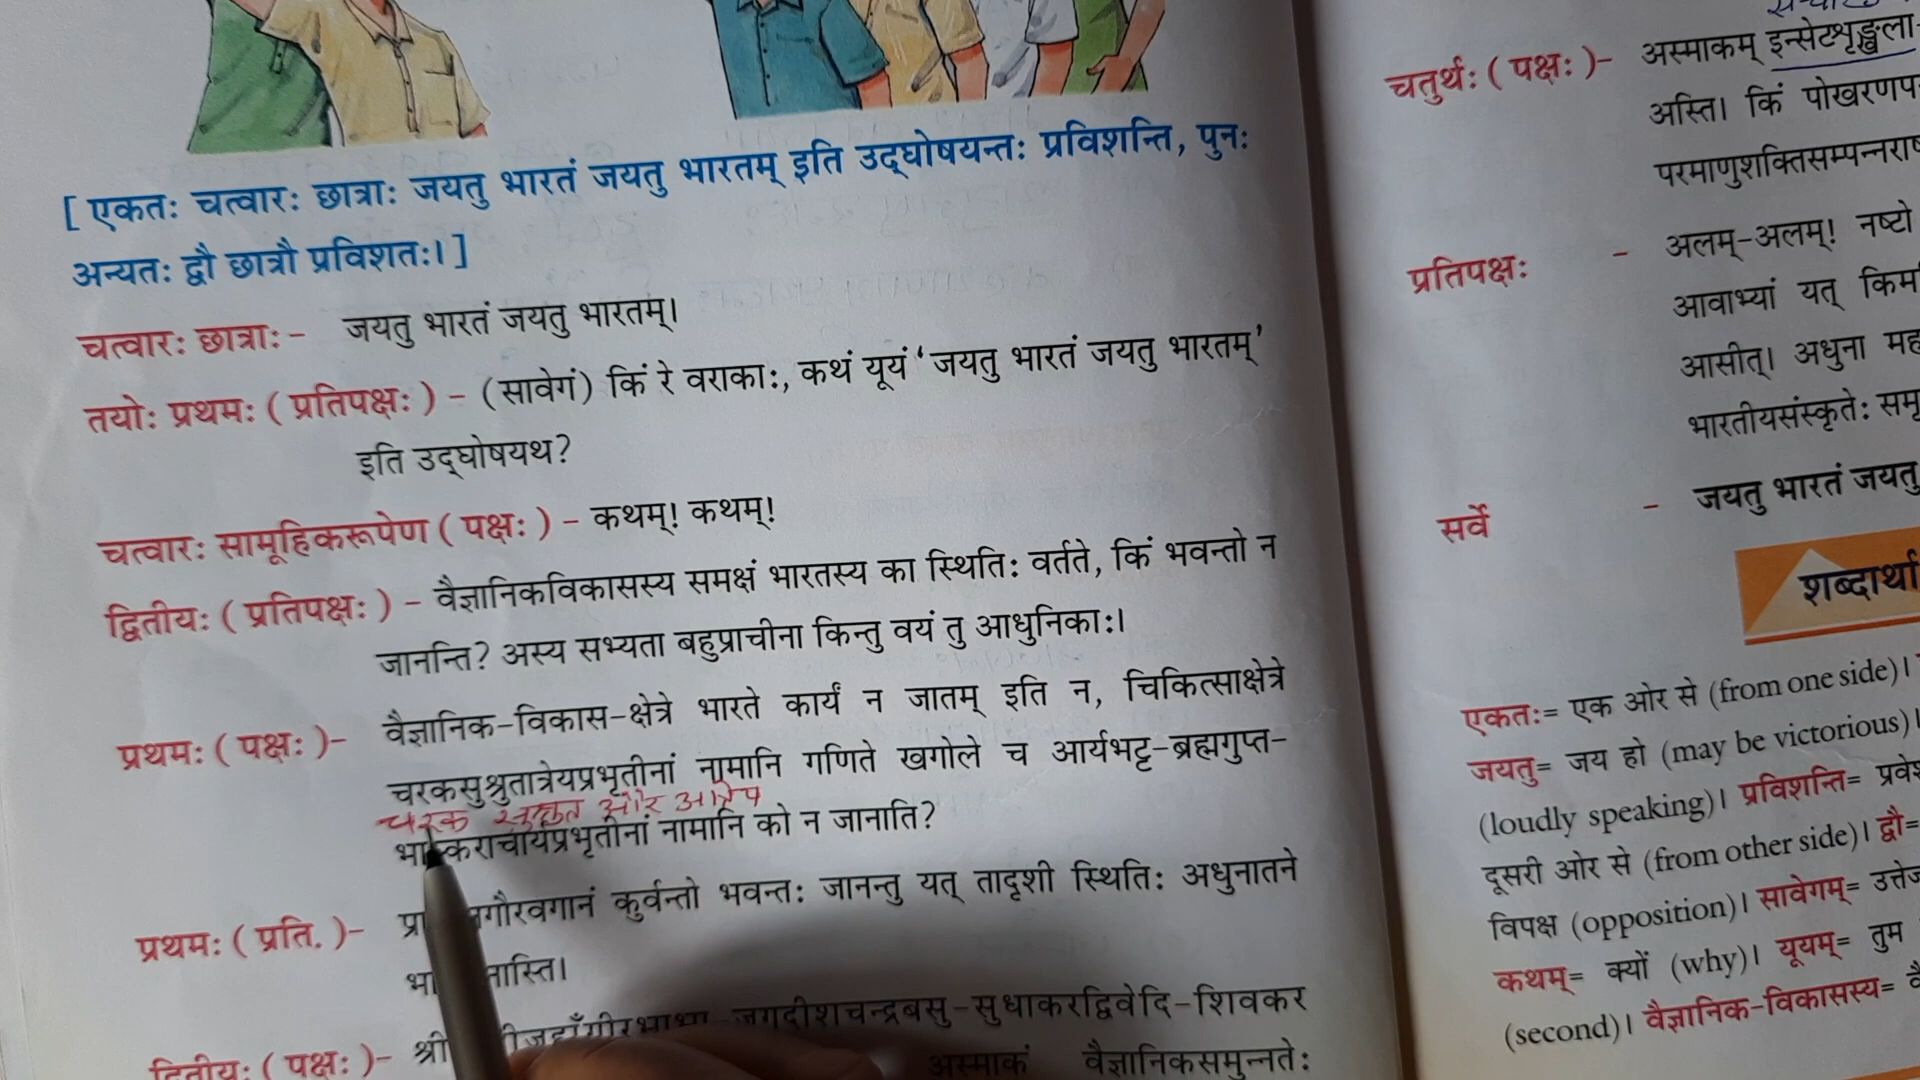 [ एकतः चत्वारः छात्राः जयतु भारतं जयतु भारतम् इति उद्‌घोषयन्तः प्रविशन्ति, पुनः
अन्यतः द्वौ छात्रौ प्रविशतः। ]
चत्वारः छात्राः - जयतु भारतं जयतु भारतम्।
तयोः प्रथमः ( प्रतिपक्षः ) - (सावेगं) किं रे वराकाः, कथं यूयं ‘जयतु भारतं जयतु भारतम्’
इति उद्‌घोषयथ?
चत्वारः सामूहिकरूपेण ( पक्षः ) - कथम्! कथम्!
द्वितीयः ( प्रतिपक्षः ) - वैज्ञानिकविकासस्य समक्षं भारतस्य का स्थितिः वर्तते, किं भवन्तो न
जानन्ति? अस्य सभ्यता बहुप्राचीना किन्तु वयं तु आधुनिकाः।
प्रथमः ( पक्षः )- वैज्ञानिक-विकास-क्षेत्रे भारते कार्यं न जातम् इति न, चिकित्साक्षेत्रे
चरकसुश्रुतात्रेयप्रभृतीनां नामानि गणिते खगोले च आर्यभट्ट-ब्रह्मगुप्त-
चरक सुश्रुत और आत्रेय
भास्कराचार्यप्रभृतीनां नामानि को न जानाति?
प्रथमः ( प्रति. )- गौरवगानं कुर्वन्तो भवन्तः जानन्तु यत् तादृशी स्थितिः अधुनातने
नास्ति।
द्वितीयः ( पक्षः )- जगदीशचन्द्रबसु-सुधाकरद्विवेदि-शिवकर
अस्माकं वैज्ञानिकसमुन्नतेः
चतुर्थः ( पक्षः )- अस्माकम् इन्सेटशृङ्खला
अस्ति। किं पोखरणप
परमाणुशक्तिसम्पन्नरा
प्रतिपक्षः - अलम्-अलम्! नष्टो
आवाभ्यां यत् किम
आसीत्। अधुना
भारतीयसंस्कृतेः समृ
सर्वे - जयतु भारतं जयतु
शब्दार्था
एकतः= एक ओर से (from one side)।
जयतु= जय हो (may be victorious)।
(loudly speaking)। प्रविशन्ति= प्रवे
दूसरी ओर से (from other side)। द्वौ=
विपक्ष (opposition)। सावेगम्= उत्ते
कथम्= क्यों (why)। यूयम्= तुम
(second)। वैज्ञानिक-विकासस्य=